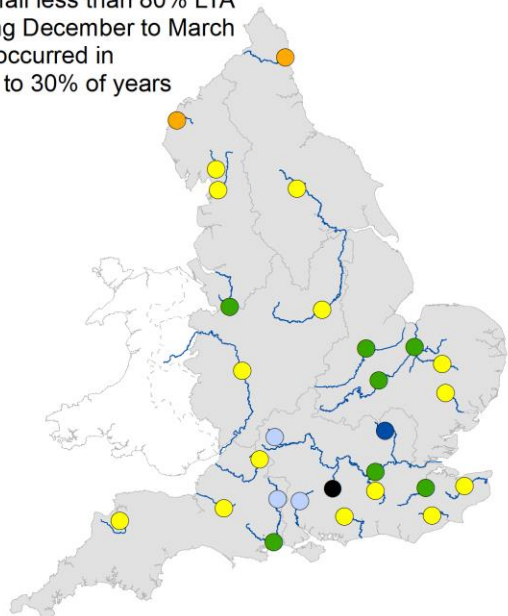 less than 80% LTA
December to March
occurred in
to 30% of years